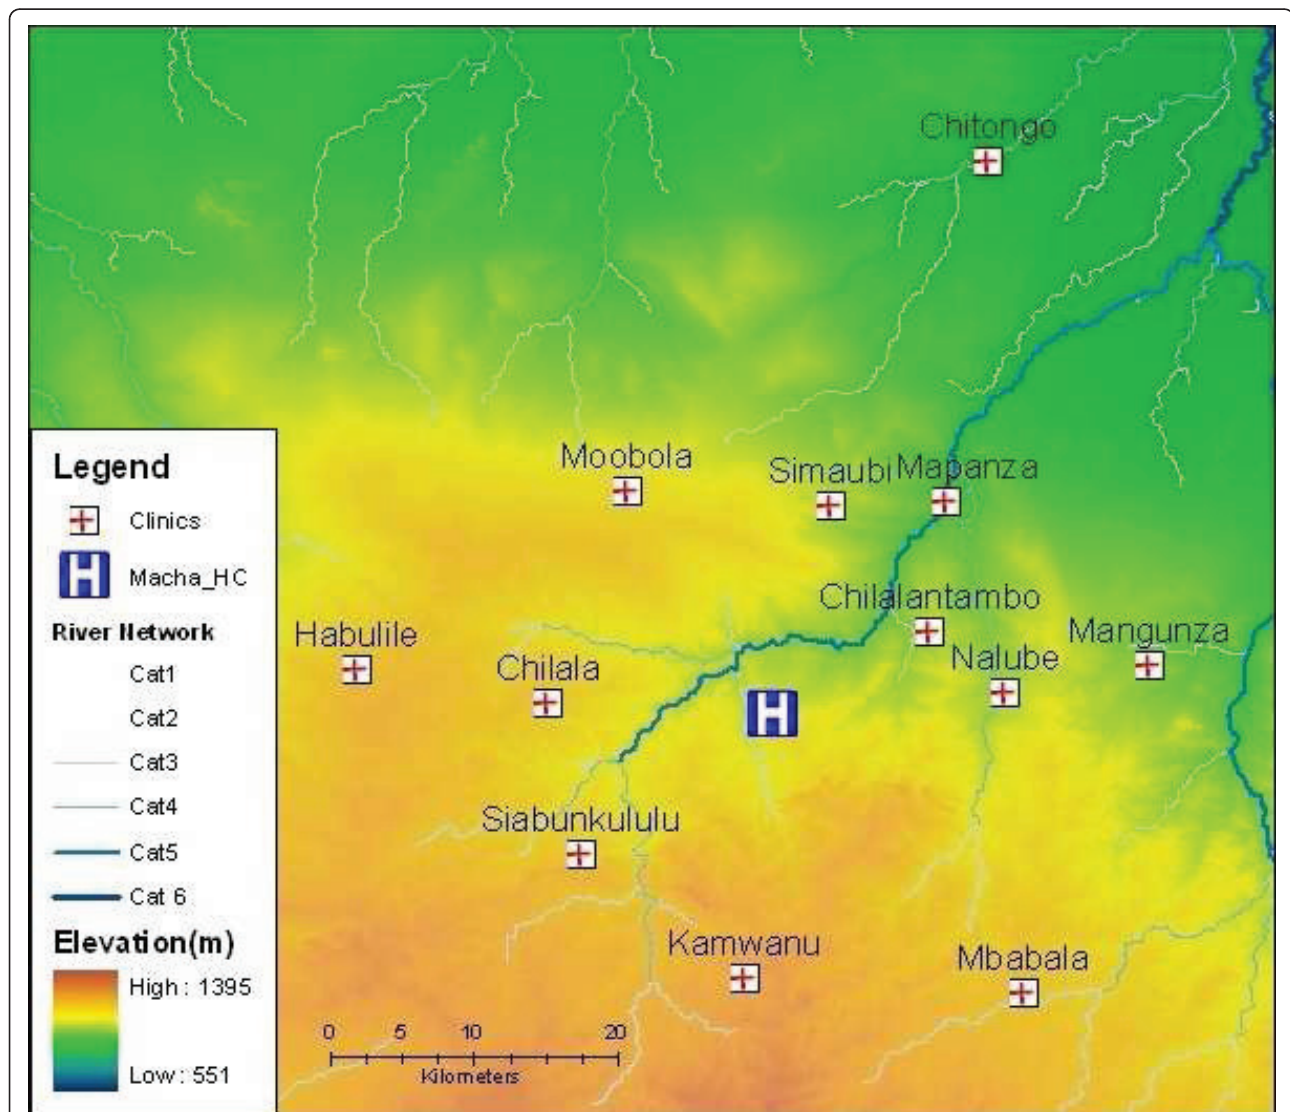 Chitongo
Moobola
Simaubi
Mapanza
Chilalantambo
Habulile
Mangunza
Chilala
Nalube
Siabunkululu
Kamwanu
Mbabala
Legend
Clinics
H Macha_HC
River Network
Cat1
Cat2
Cat3
Cat4
Cat5
Cat 6
Elevation(m)
High : 1395
Low : 551
H
0 5 10 20
Kilometers